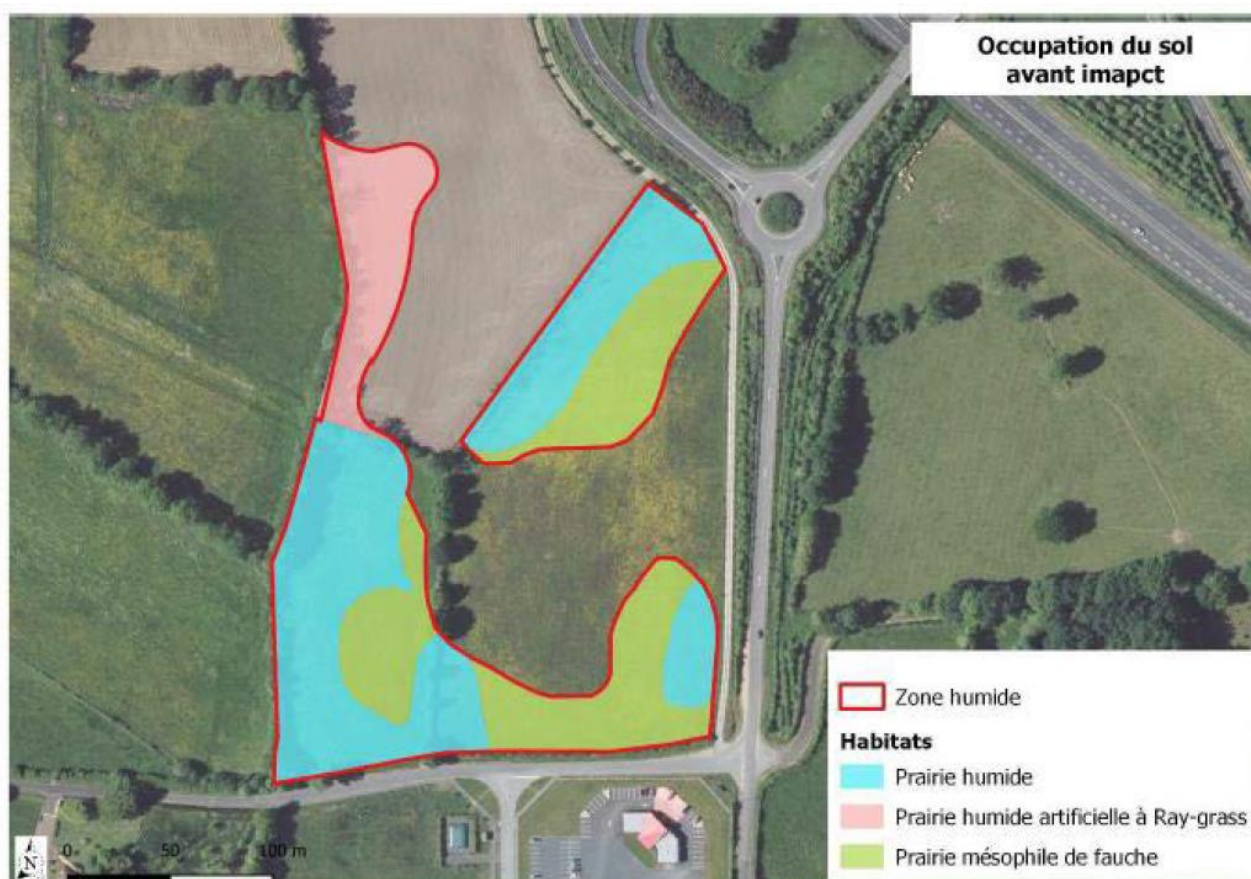 Occupation du sol
avant imapct
Zone humide
Habitats
Prairie humide
Prairie humide artificielle à Ray-grass
Prairie mésophile de fauche
N
0 50 100 m